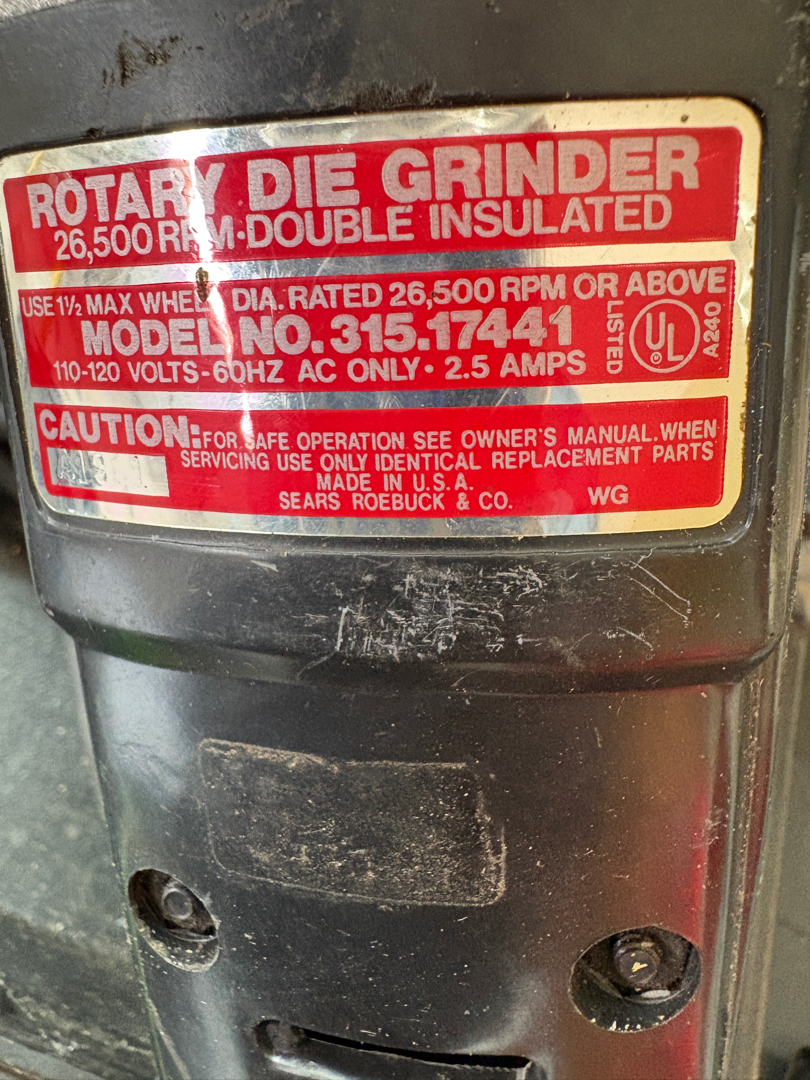 ROTARY DIE GRINDER
26,500 RPM·DOUBLE INSULATED
USE 1½ MAX WHEEL DIA. RATED 26,500 RPM OR ABOVE
MODEL NO. 315.17441
110-120 VOLTS-60HZ AC ONLY· 2.5 AMPS
LISTED
UL
A240
CAUTION: FOR SAFE OPERATION SEE OWNER'S MANUAL. WHEN
SERVICING USE ONLY IDENTICAL REPLACEMENT PARTS
MADE IN U.S.A.
SEARS ROEBUCK & CO.
WG